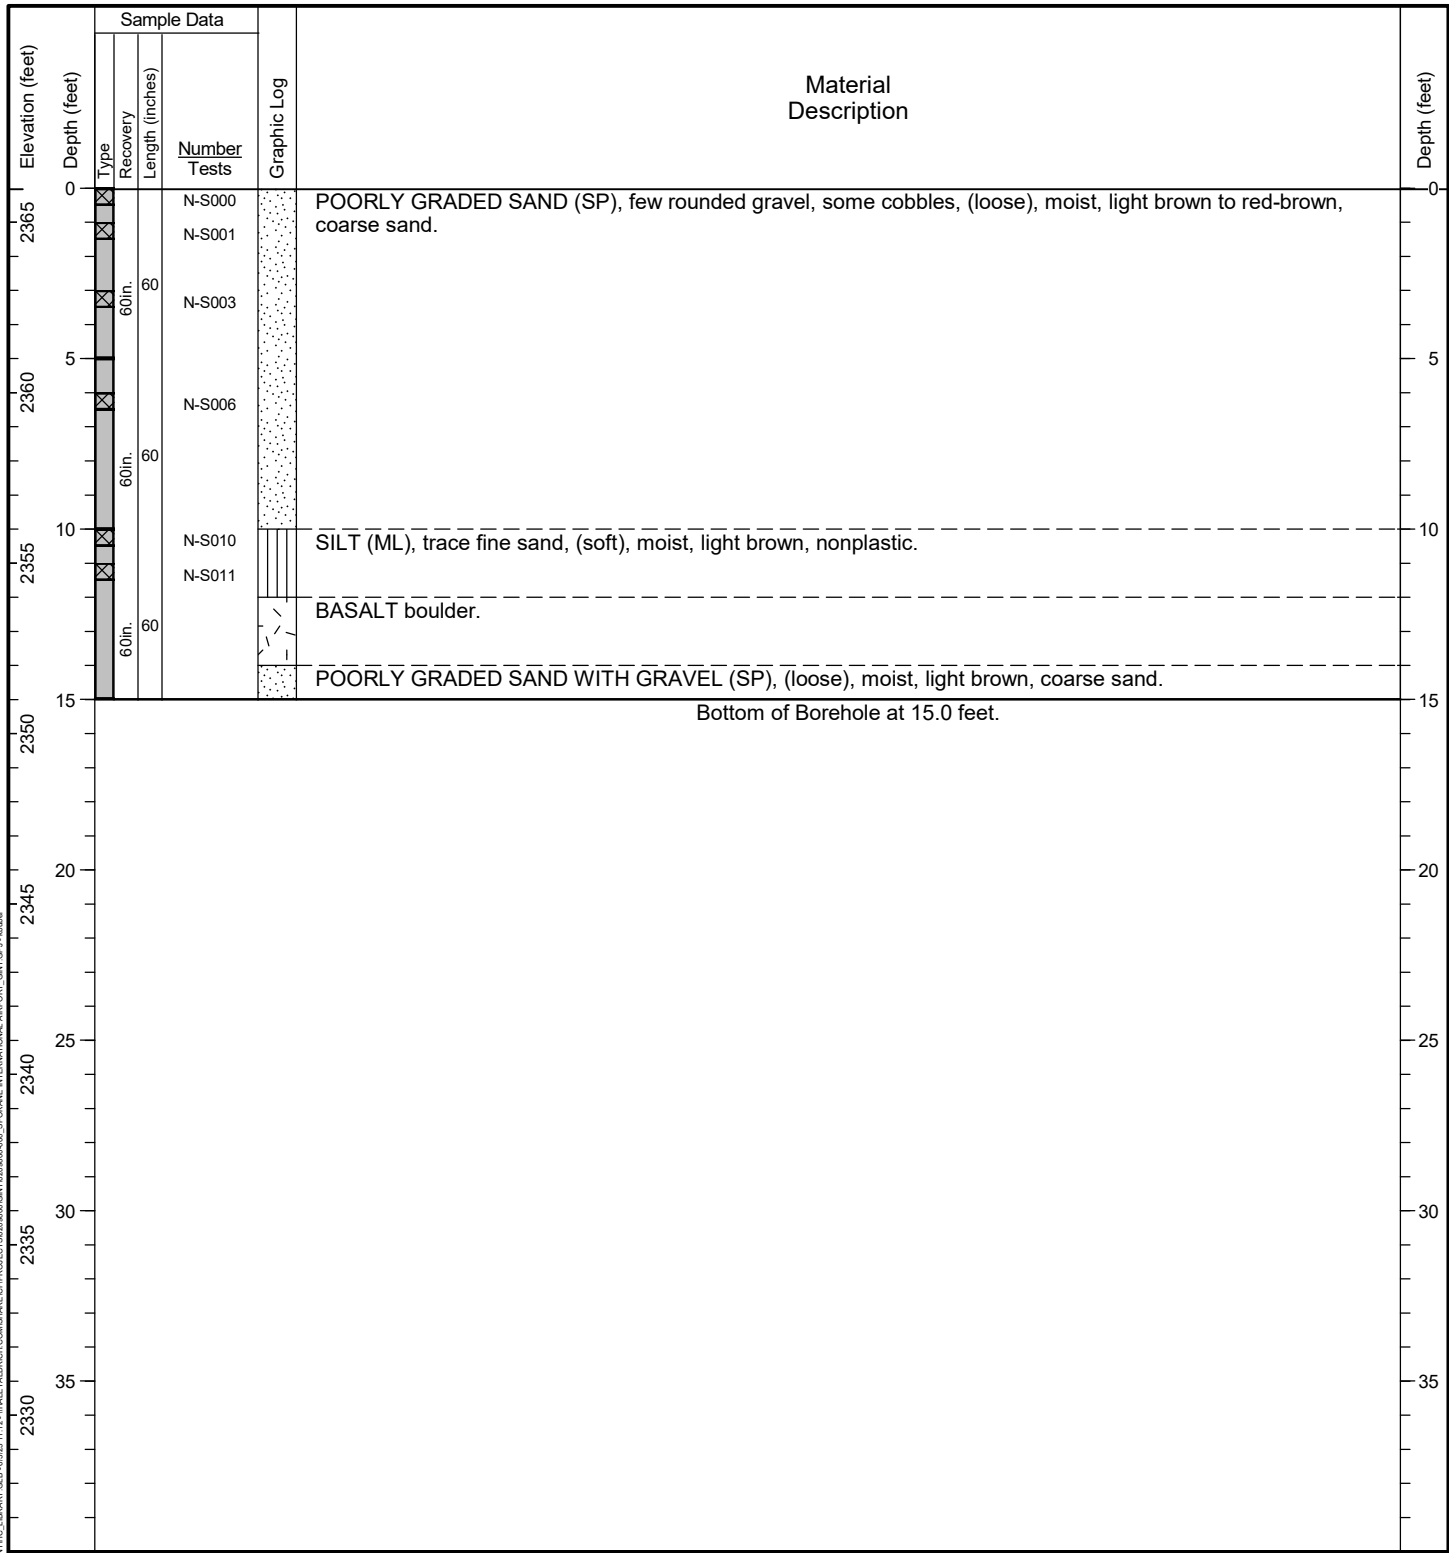 Sample Data
Elevation (feet)
Depth (feet)
Type
Recovery
Length (inches)
Number
Tests
Graphic Log
Material
Description
Depth (feet)
0
N-S000
POORLY GRADED SAND (SP), few rounded gravel, some cobbles, (loose), moist, light brown to red-brown,
coarse sand.
0
2365
N-S001
60in.
60
N-S003
5
5
2360
N-S006
60in.
60
10
N-S010
SILT (ML), trace fine sand, (soft), moist, light brown, nonplastic.
10
2355
N-S011
BASALT boulder.
60in.
60
POORLY GRADED SAND WITH GRAVEL (SP), (loose), moist, light brown, coarse sand.
15
Bottom of Borehole at 15.0 feet.
15
2350
20
20
2345
25
25
2340
30
30
2335
35
35
2330